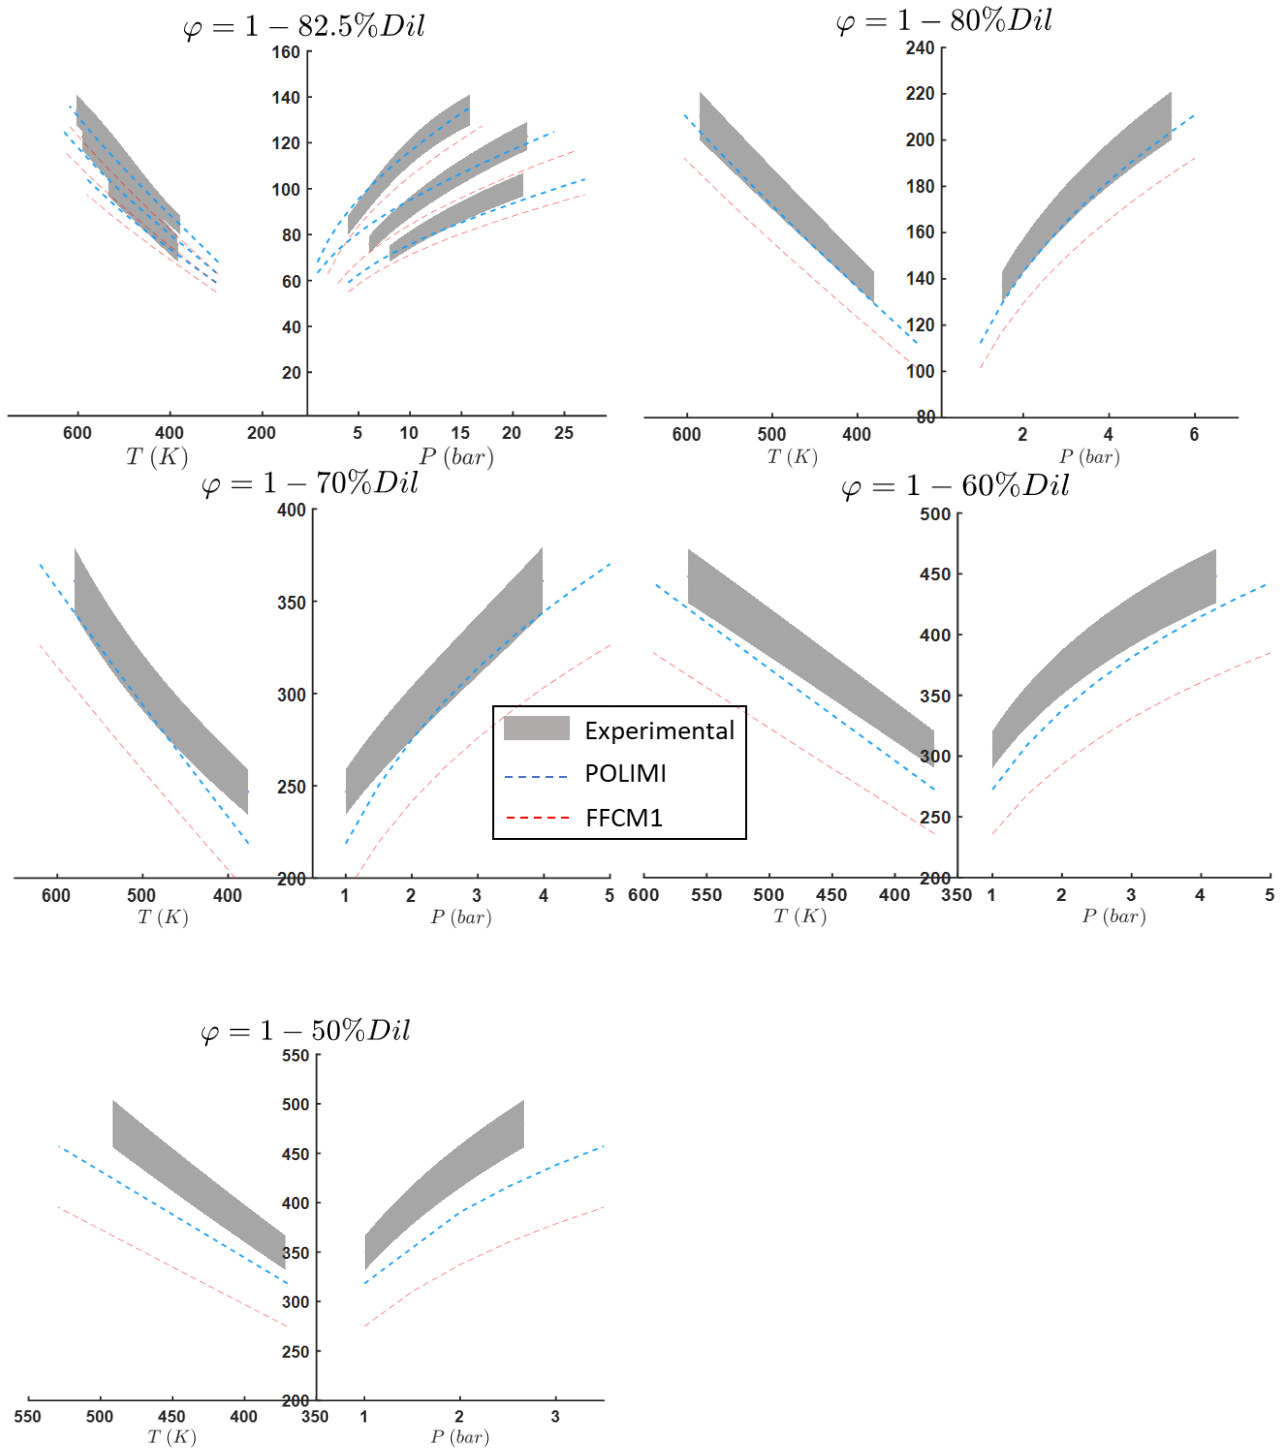 φ = 1 − 82.5%Dil
160
140
120
100
80
60
40
20
600 400 200
5 10 15 20 25
T (K)
P (bar)
φ = 1 − 80%Dil
240
220
200
180
160
140
120
100
80
600 500 400
2 4 6
T (K)
P (bar)
φ = 1 − 70%Dil
400
350
300
250
200
600 500 400
1 2 3 4 5
T (K)
P (bar)
φ = 1 − 60%Dil
500
450
400
350
300
250
200
600 550 500 450 400 350
1 2 3 4 5
T (K)
P (bar)
Experimental
POLIMI
FFCM1
φ = 1 − 50%Dil
550
500
450
400
350
300
250
200
550 500 450 400 350
1 2 3
T (K)
P (bar)